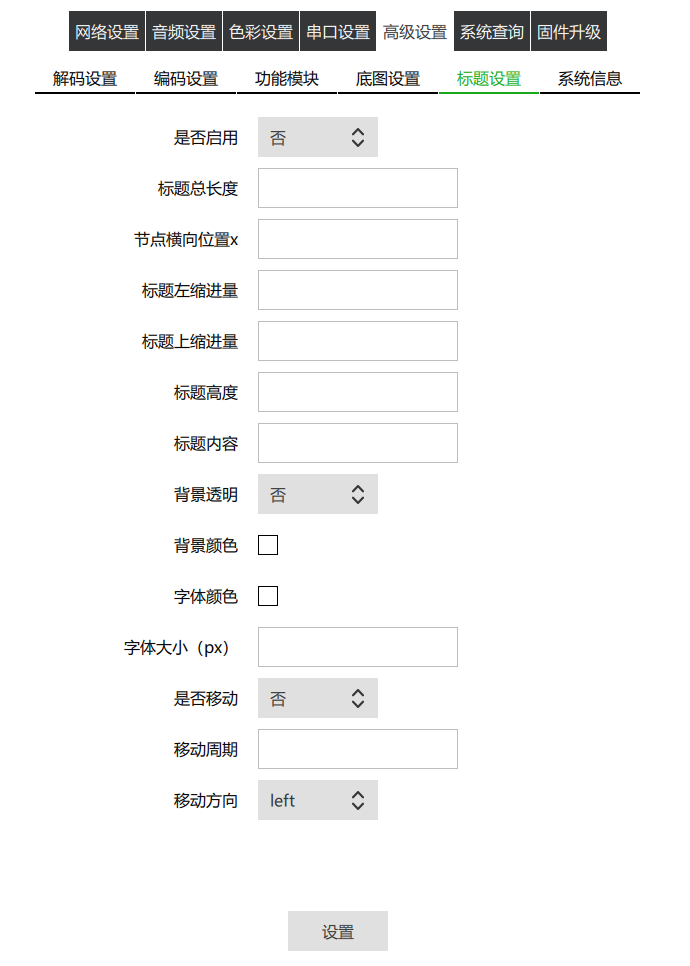 网络设置 音频设置 色彩设置 串口设置 高级设置 系统查询 固件升级
解码设置 编码设置 功能模块 底图设置 标题设置 系统信息
是否启用 否
标题总长度
节点横向位置x
标题左缩进量
标题上缩进量
标题高度
标题内容
背景透明 否
背景颜色
字体颜色
字体大小（px）
是否移动 否
移动周期
移动方向 left
设置